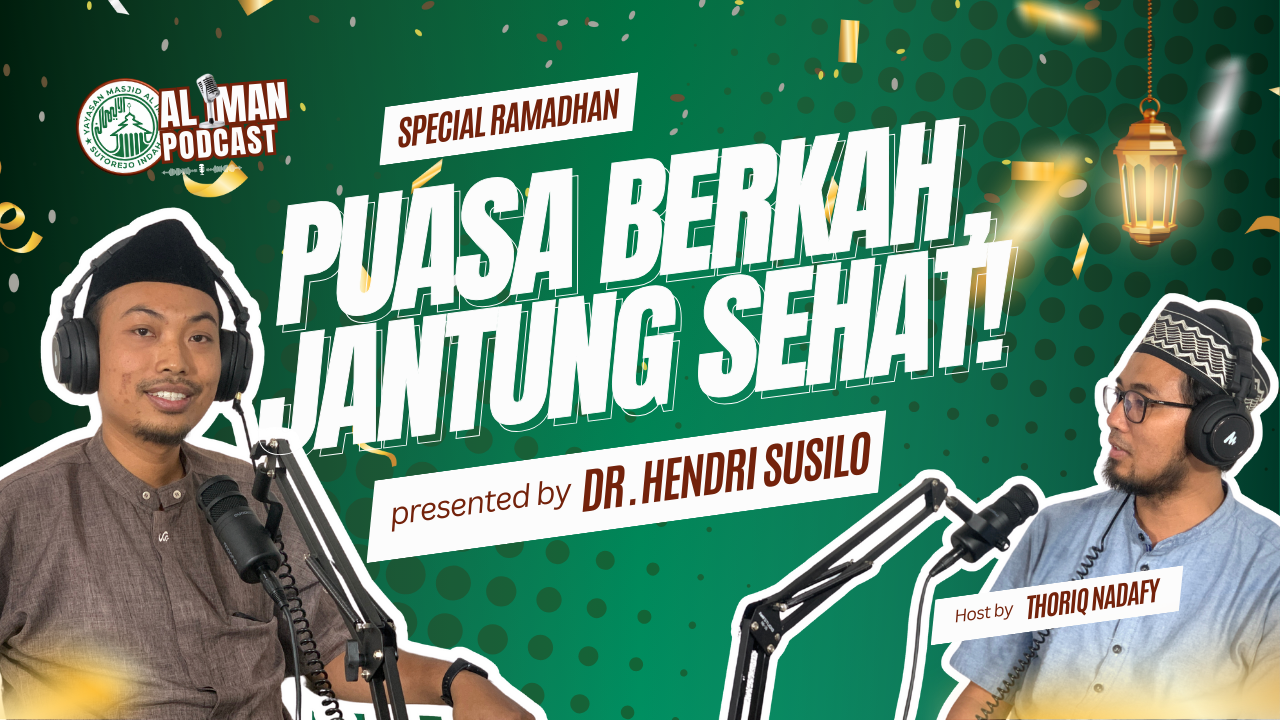 YAYASAN MASJID AL I
SUTOREJO INDAH
AL IMAN
PODCAST
SPECIAL RAMADHAN
PUASA BERKAH,
JANTUNG SEHAT!
presented by DR. HENDRI SUSILO
Host by THORIQ NADAFY